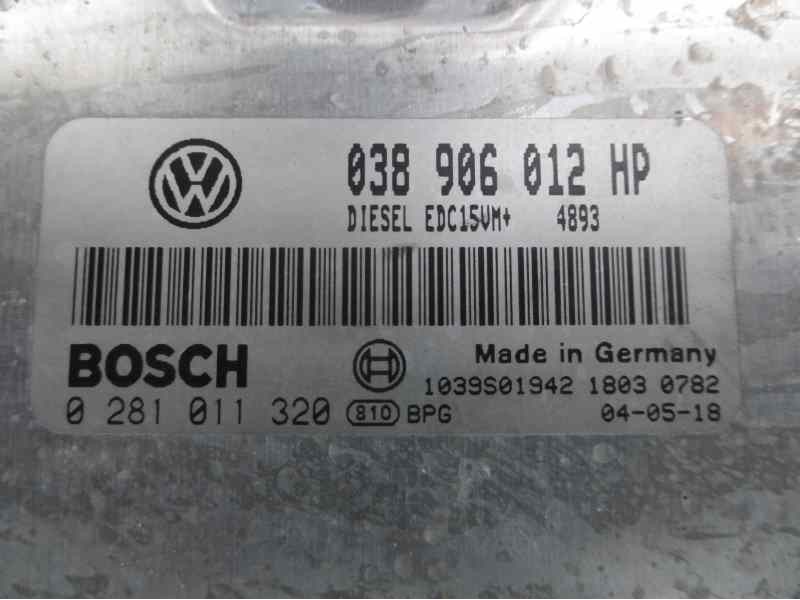 038 906 012 HP
DIESEL EDC15VM+ 4893
BOSCH
Made in Germany
1039S01942 1803 0782
0 281 011 320 810 BPG 04-05-18